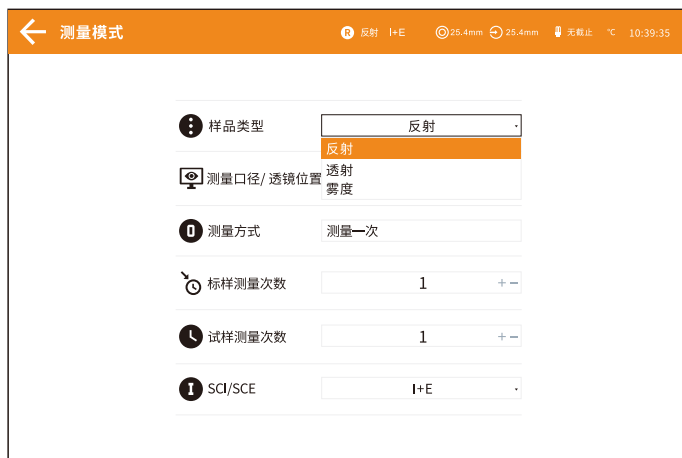 测量模式
R 反射 I+E 25.4mm 25.4mm 无截止 ℃ 10:39:35
样品类型 反射
反射
测量口径/透镜位置 透射
雾度
测量方式 测量一次
标样测量次数 1 + −
试样测量次数 1 + −
SCI/SCE I+E